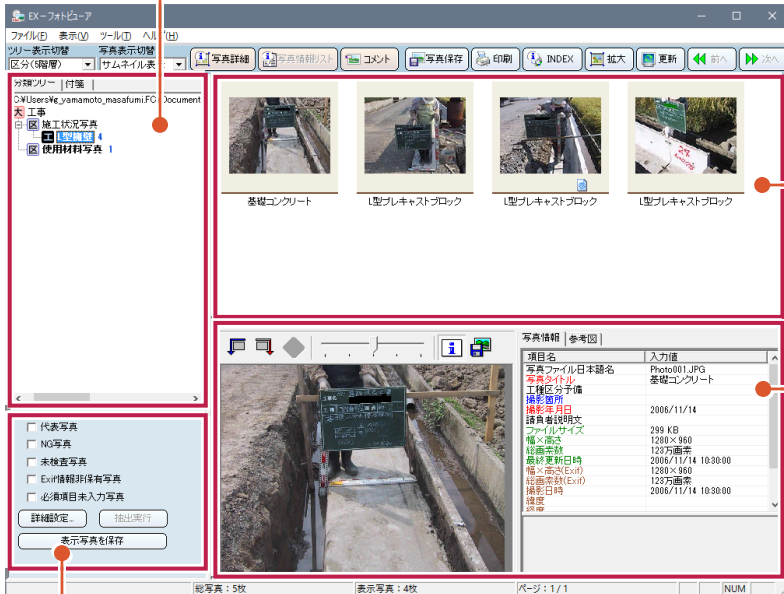 EX-フォトビューア
ファイル(F) 表示(V) ツール(T) ヘルプ(H)
ツリー表示切替 写真表示切替
区分(5階層) サムネイル表示 写真詳細 写真情報リスト コメント 写真保存 印刷 INDEX 拡大 更新 前へ 次へ
分類ツリー 付箋
C:¥Users¥g_yamamoto_masafumi.FC¥Document
大 工事
区 施工状況写真
工 L型擁壁 4
区 使用材料写真 1
基礎コンクリート L型プレキャストブロック L型プレキャストブロック L型プレキャストブロック
写真情報 参考図
項目名 入力値
写真ファイル日本語名 Photo001.JPG
写真タイトル 基礎コンクリート
工種区分予備
撮影箇所
撮影年月日 2006/11/14
請負者説明文
ファイルサイズ 299 KB
幅×高さ 1280×960
総画素数 123万画素
最終更新日時 2006/11/14 10:30:00
幅×高さ(Exif) 1280×960
総画素数(Exif) 123万画素
撮影日時 2006/11/14 10:30:00
緯度
経度
代表写真
NG写真
未検査写真
Exif情報非保有写真
必須項目未入力写真
詳細設定... 抽出実行
表示写真を保存
総写真：5枚 表示写真：4枚 ページ：1/1 NUM